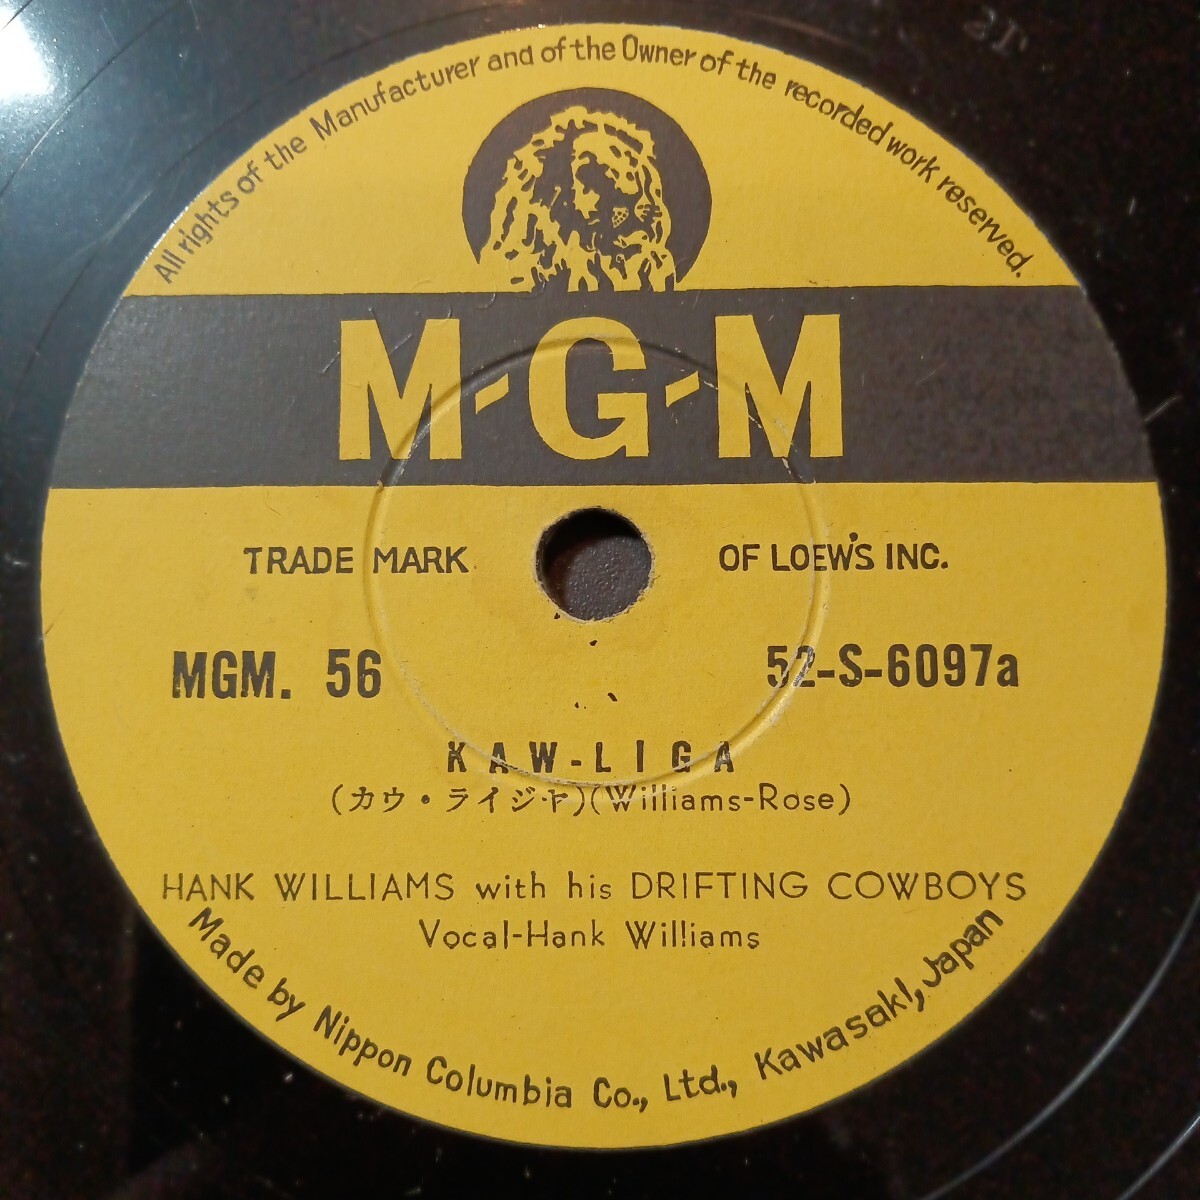 All rights of the Manufacturer and of the Owner of the recorded work reserved.
M-G-M
TRADE MARK OF LOEW'S INC.
MGM. 56 52-S-6097a
KAW-LIGA
(カウ・ライジャ)(Williams-Rose)
HANK WILLIAMS with his DRIFTING COWBOYS
Vocal-Hank Williams
Made by Nippon Columbia Co., Ltd., Kawasaki, Japan